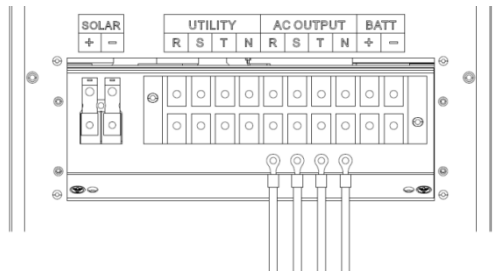 SOLAR UTILITY AC OUTPUT BATT
+ − R S T N R S T N + −